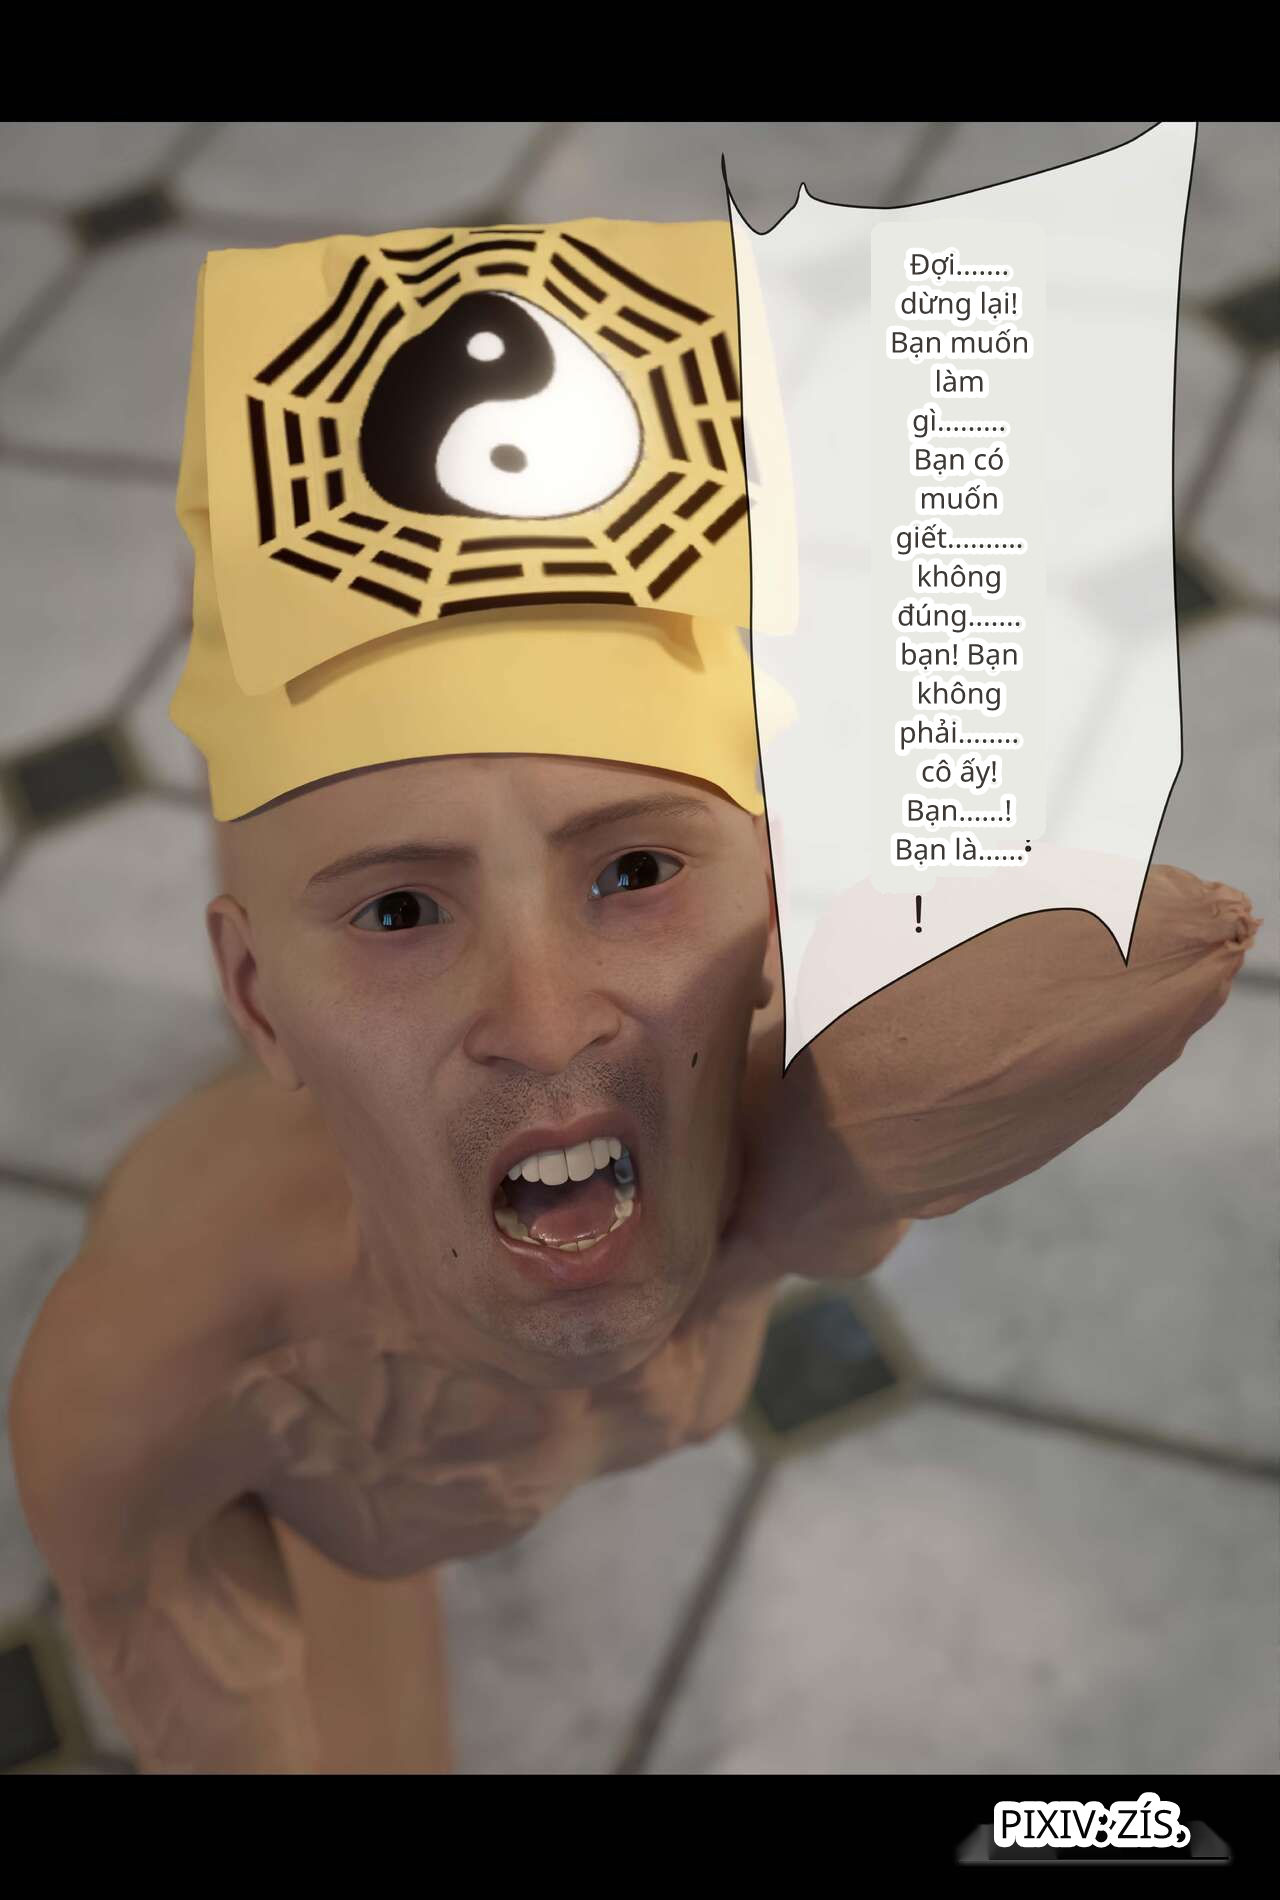 Đợi.......
dừng lại!
Bạn muốn
làm
gì.........
Bạn có
muốn
giết..........
không
đúng.......
bạn! Bạn
không
phải........
cô ấy!
Bạn......!
Bạn là......
!
PIXIV: ZÍS,